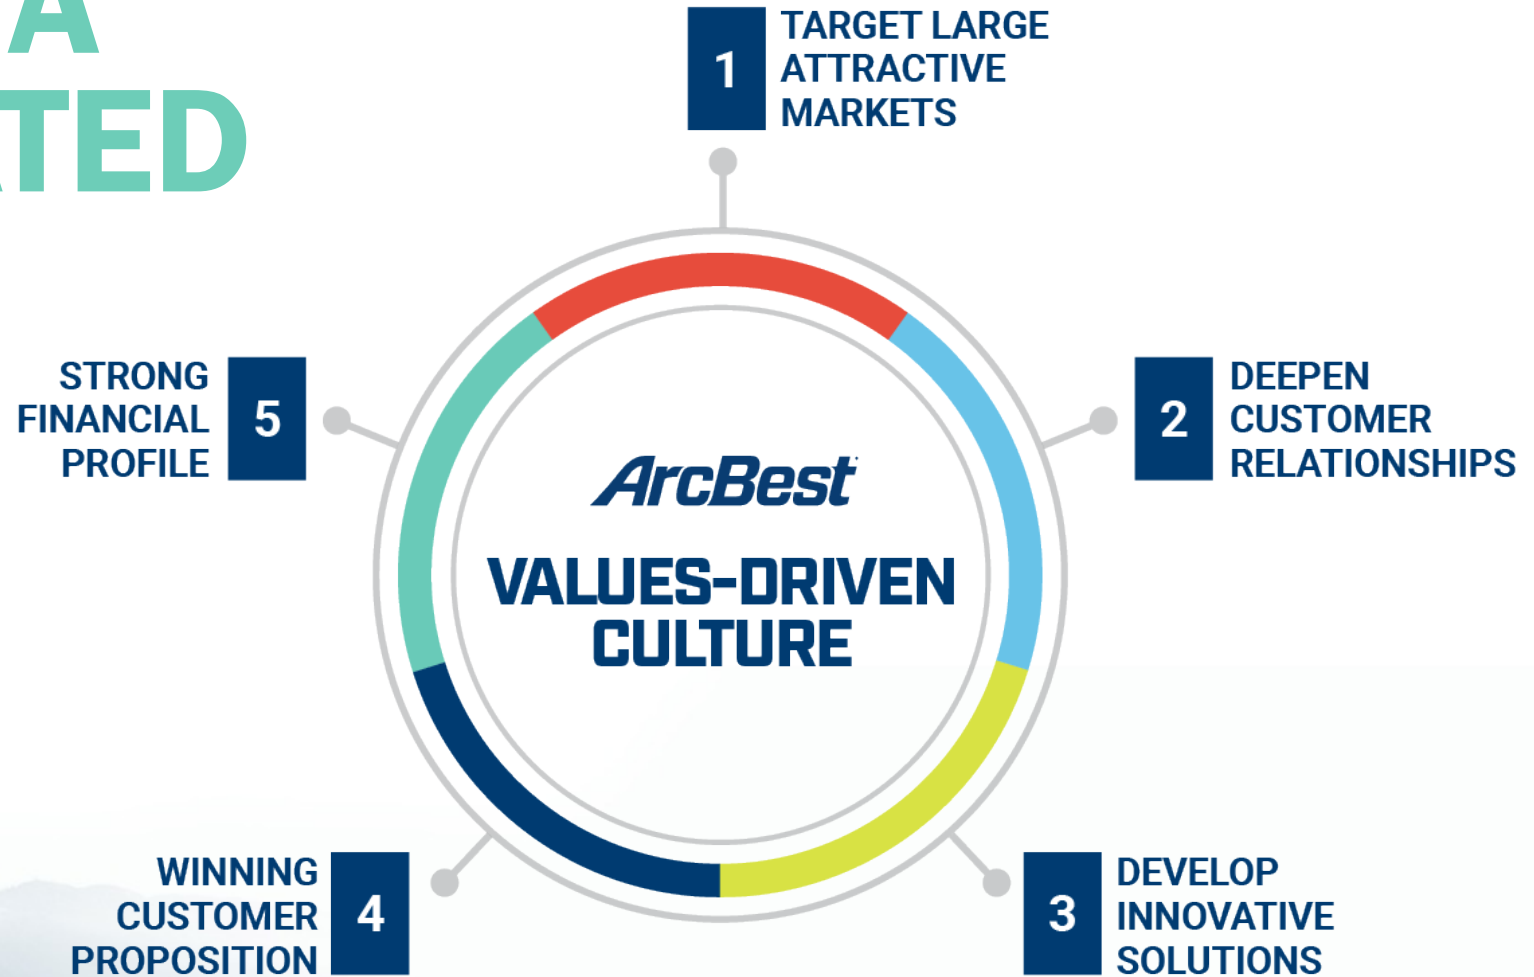 A
TED
1
TARGET LARGE
ATTRACTIVE
MARKETS
2
DEEPEN
CUSTOMER
RELATIONSHIPS
3
DEVELOP
INNOVATIVE
SOLUTIONS
4
WINNING
CUSTOMER
PROPOSITION
5
STRONG
FINANCIAL
PROFILE
ArcBest
VALUES-DRIVEN
CULTURE